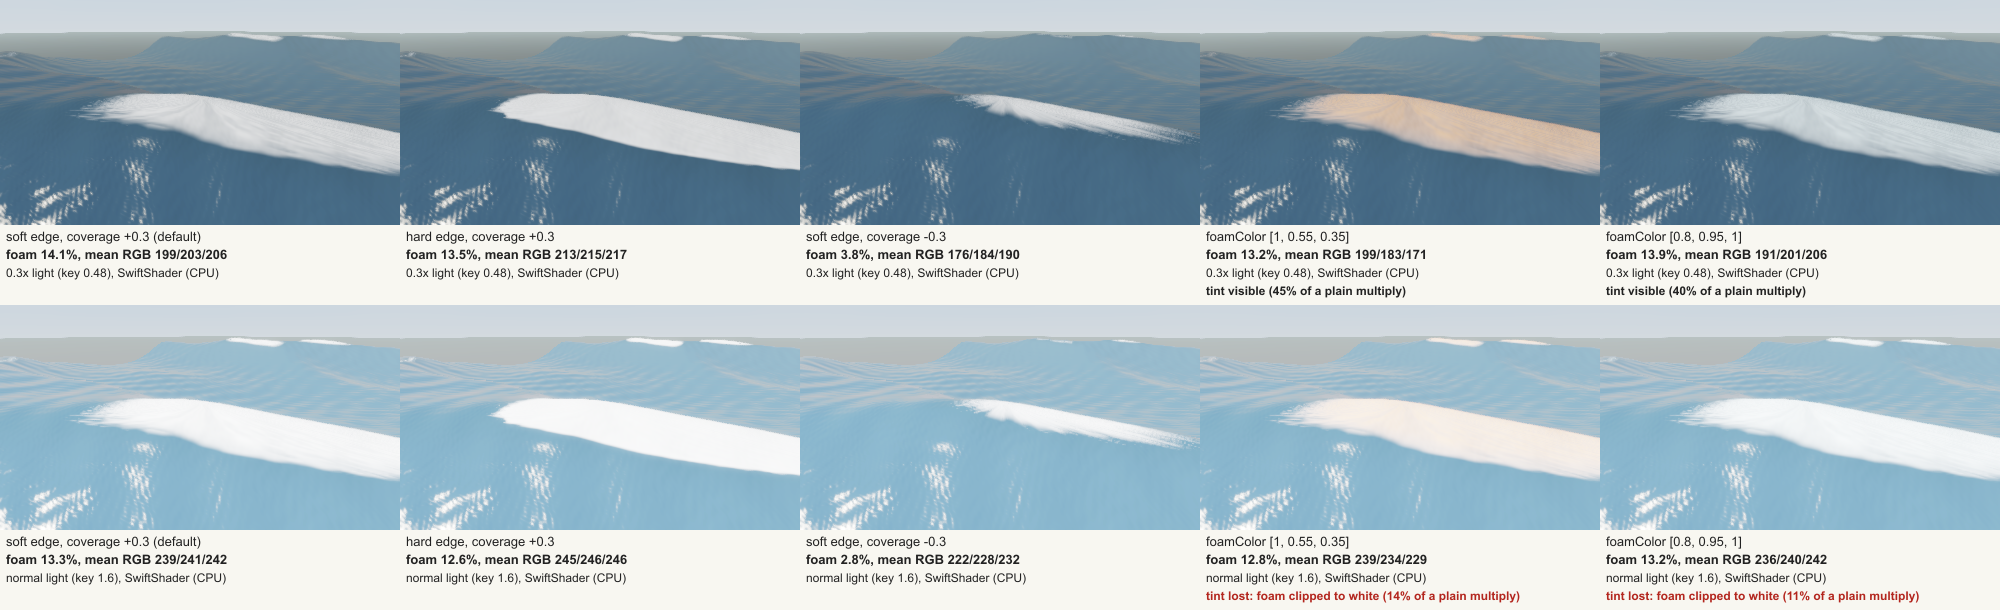 soft edge, coverage +0.3 (default)
foam 14.1%, mean RGB 199/203/206
0.3x light (key 0.48), SwiftShader (CPU)
hard edge, coverage +0.3
foam 13.5%, mean RGB 213/215/217
0.3x light (key 0.48), SwiftShader (CPU)
soft edge, coverage -0.3
foam 3.8%, mean RGB 176/184/190
0.3x light (key 0.48), SwiftShader (CPU)
foamColor [1, 0.55, 0.35]
foam 13.2%, mean RGB 199/183/171
0.3x light (key 0.48), SwiftShader (CPU)
tint visible (45% of a plain multiply)
foamColor [0.8, 0.95, 1]
foam 13.9%, mean RGB 191/201/206
0.3x light (key 0.48), SwiftShader (CPU)
tint visible (40% of a plain multiply)
soft edge, coverage +0.3 (default)
foam 13.3%, mean RGB 239/241/242
normal light (key 1.6), SwiftShader (CPU)
hard edge, coverage +0.3
foam 12.6%, mean RGB 245/246/246
normal light (key 1.6), SwiftShader (CPU)
soft edge, coverage -0.3
foam 2.8%, mean RGB 222/228/232
normal light (key 1.6), SwiftShader (CPU)
foamColor [1, 0.55, 0.35]
foam 12.8%, mean RGB 239/234/229
normal light (key 1.6), SwiftShader (CPU)
tint lost: foam clipped to white (14% of a plain multiply)
foamColor [0.8, 0.95, 1]
foam 13.2%, mean RGB 236/240/242
normal light (key 1.6), SwiftShader (CPU)
tint lost: foam clipped to white (11% of a plain multiply)